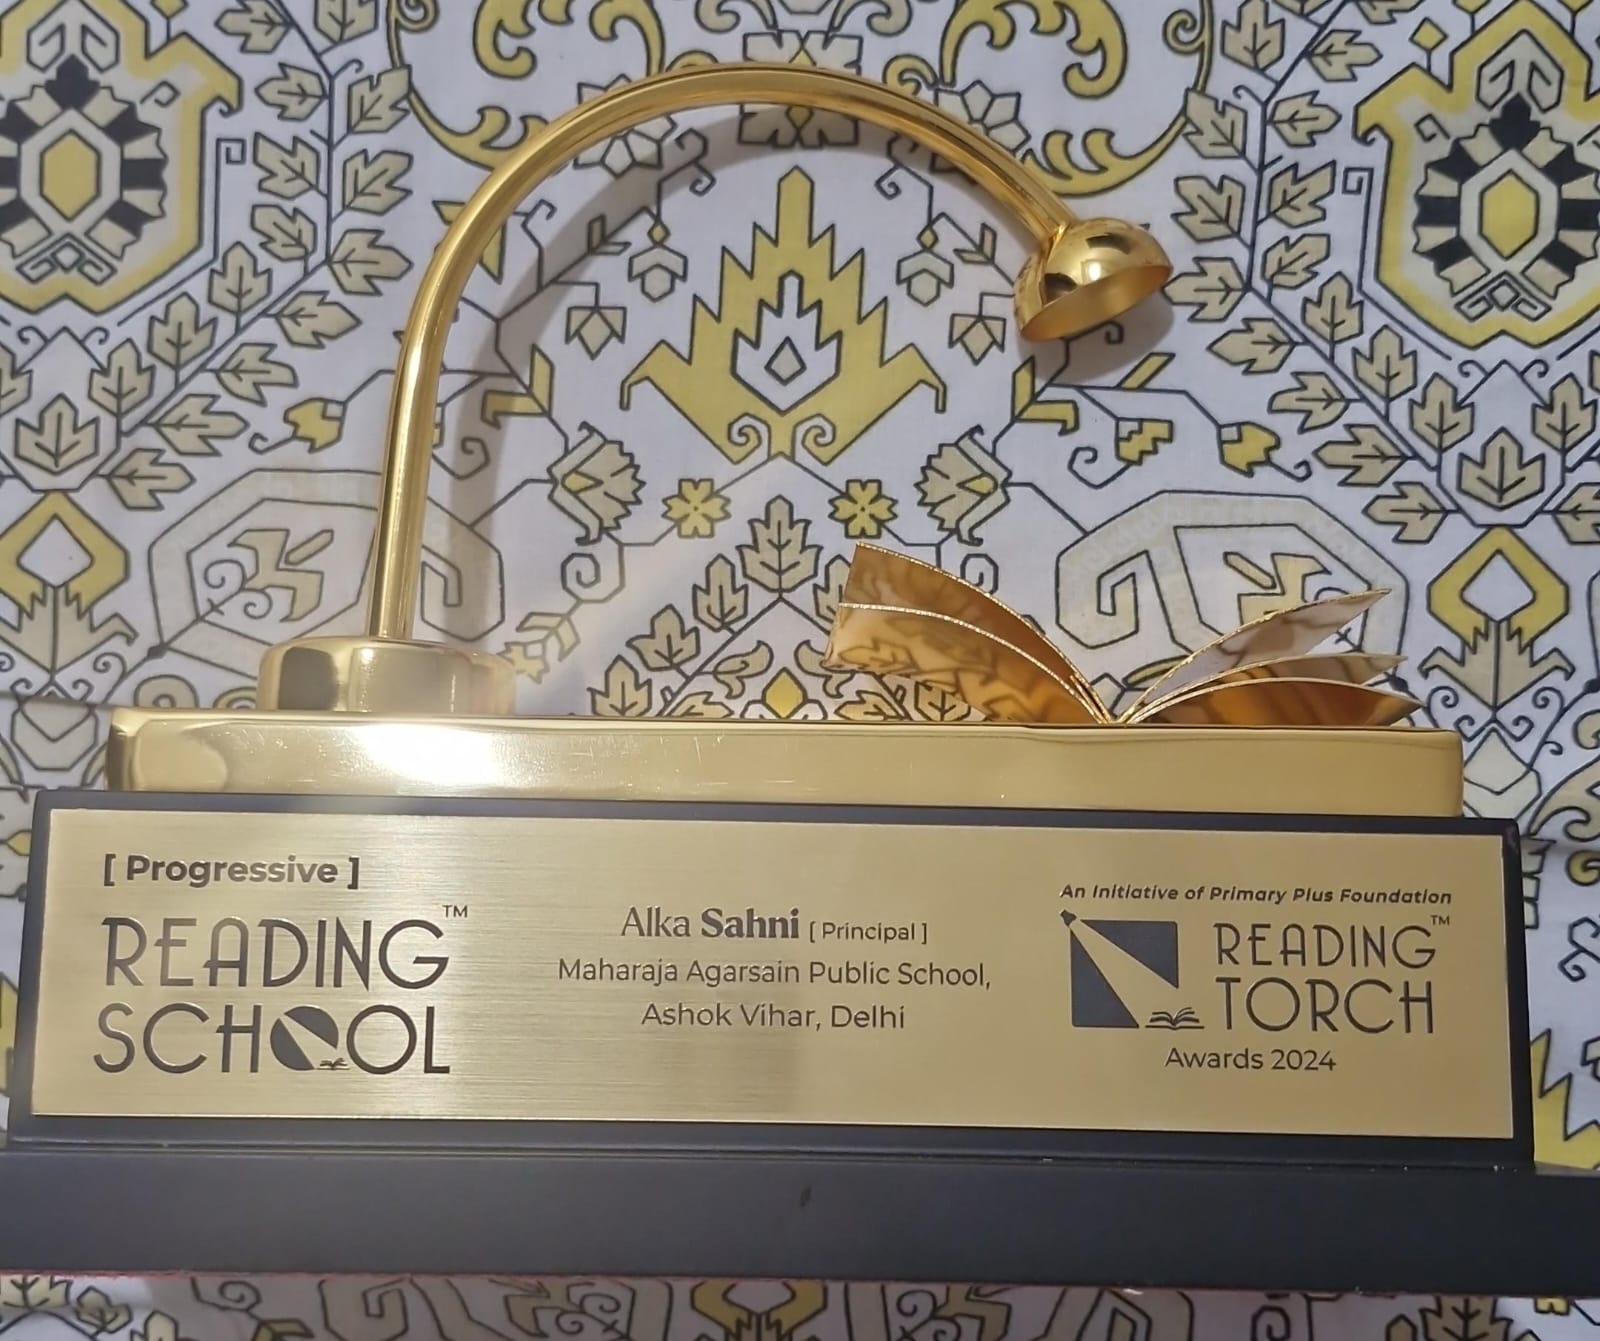 [ Progressive ]
READING™
SCHOOL
Alka Sahni [ Principal ]
Maharaja Agarsain Public School,
Ashok Vihar, Delhi
An Initiative of Primary Plus Foundation
READING™
TORCH
Awards 2024